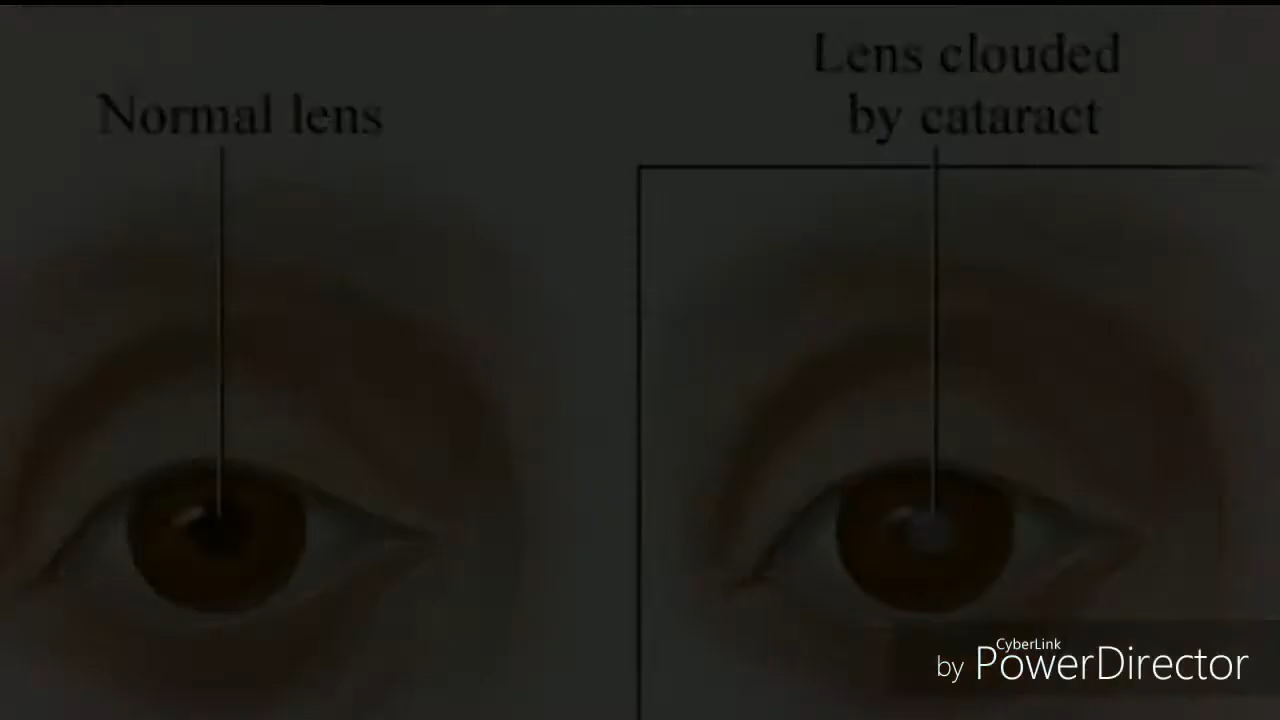 Normal lens
Lens clouded
by cataract
CyberLink
by PowerDirector